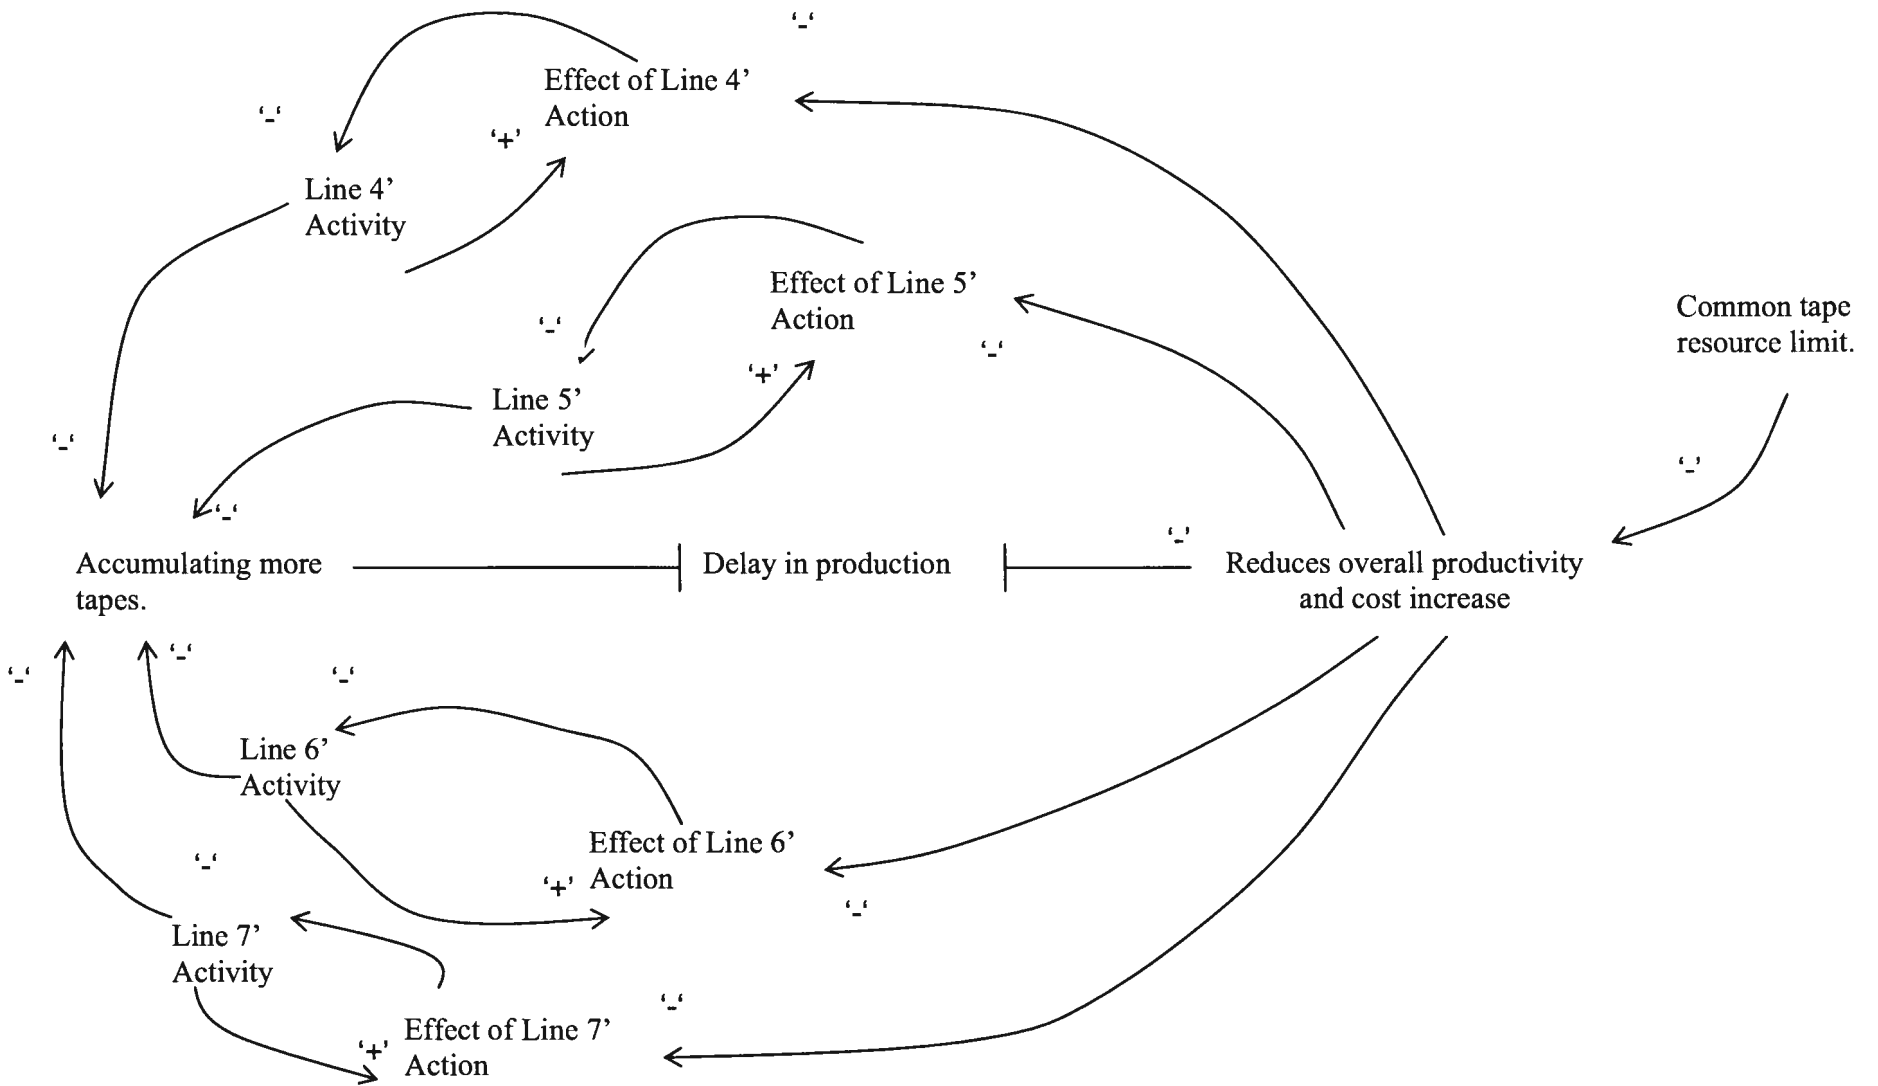 ‘-‘
Effect of Line 4’
Action
‘-‘
‘+’
Line 4’
Activity
Effect of Line 5’
Action
Common tape
resource limit.
‘-‘
‘-‘
‘+’
Line 5’
Activity
‘-‘
‘-‘
‘-‘
‘-‘
Accumulating more
tapes.
Delay in production
Reduces overall productivity
and cost increase
‘-‘
‘-‘
‘-‘
Line 6’
Activity
Effect of Line 6’
Action
‘-‘
‘+’
‘-‘
Line 7’
Activity
‘-‘
Effect of Line 7’
Action
‘+’